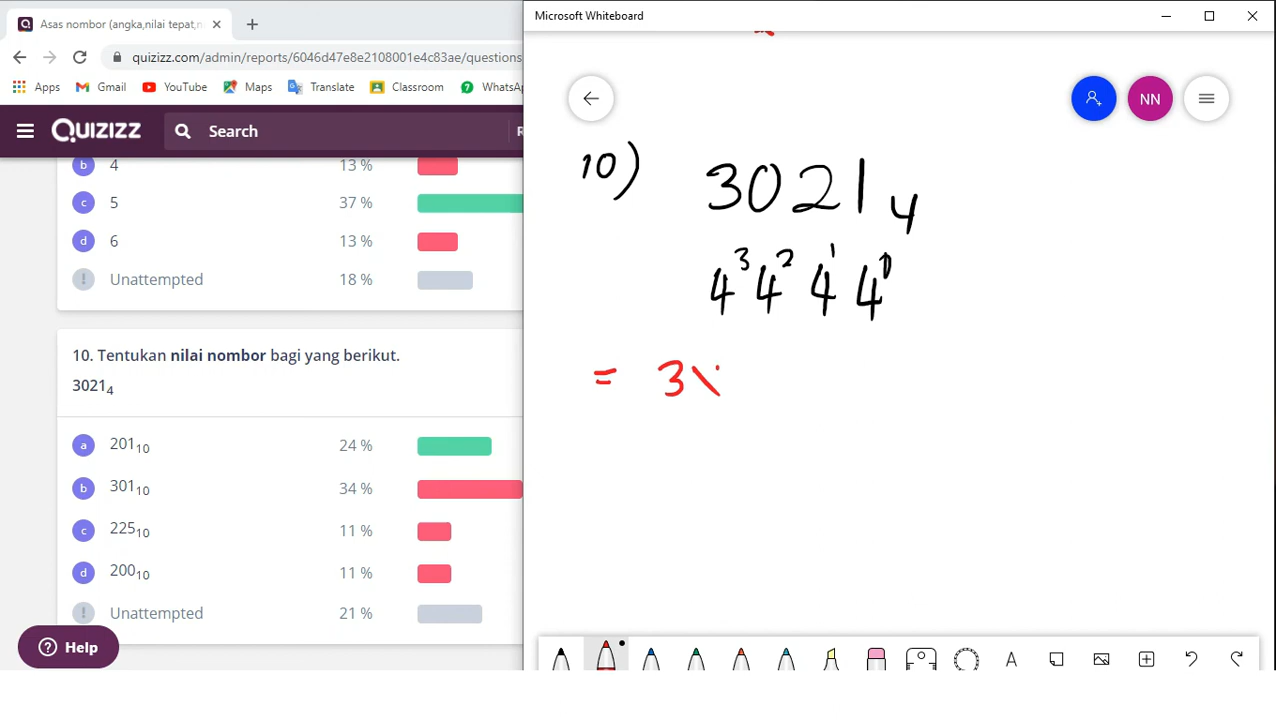 Asas nombor (angka,nilai tepat,n
Microsoft Whiteboard
quizizz.com/admin/reports/6046d47e8e2108001e4c83ae/questions
Apps Gmail YouTube Maps Translate Classroom WhatsAp
QUIZIZZ Search R
NN
b 4 13 %
c 5 37 %
d 6 13 %
! Unattempted 18 %
10. Tentukan nilai nombor bagi yang berikut.
3021₄
a 201₁₀ 24 %
b 301₁₀ 34 %
c 225₁₀ 11 %
d 200₁₀ 11 %
! Unattempted 21 %
? Help
10) 3021₄
4³ 4² 4¹ 4⁰
= 3
A